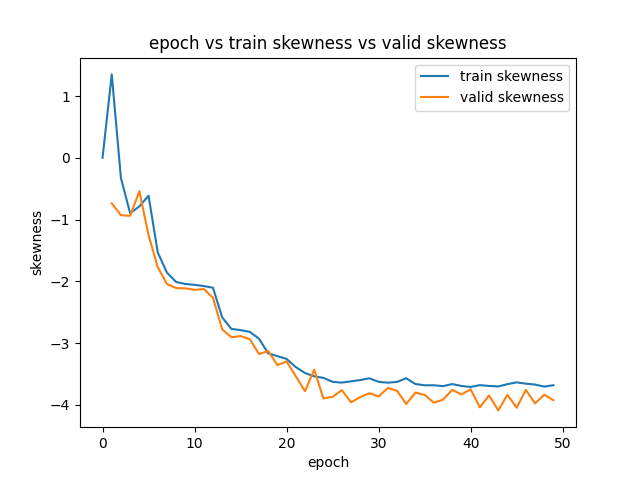 epoch vs train skewness vs valid skewness
train skewness
valid skewness
skewness
1
0
−1
−2
−3
−4
0 10 20 30 40 50
epoch